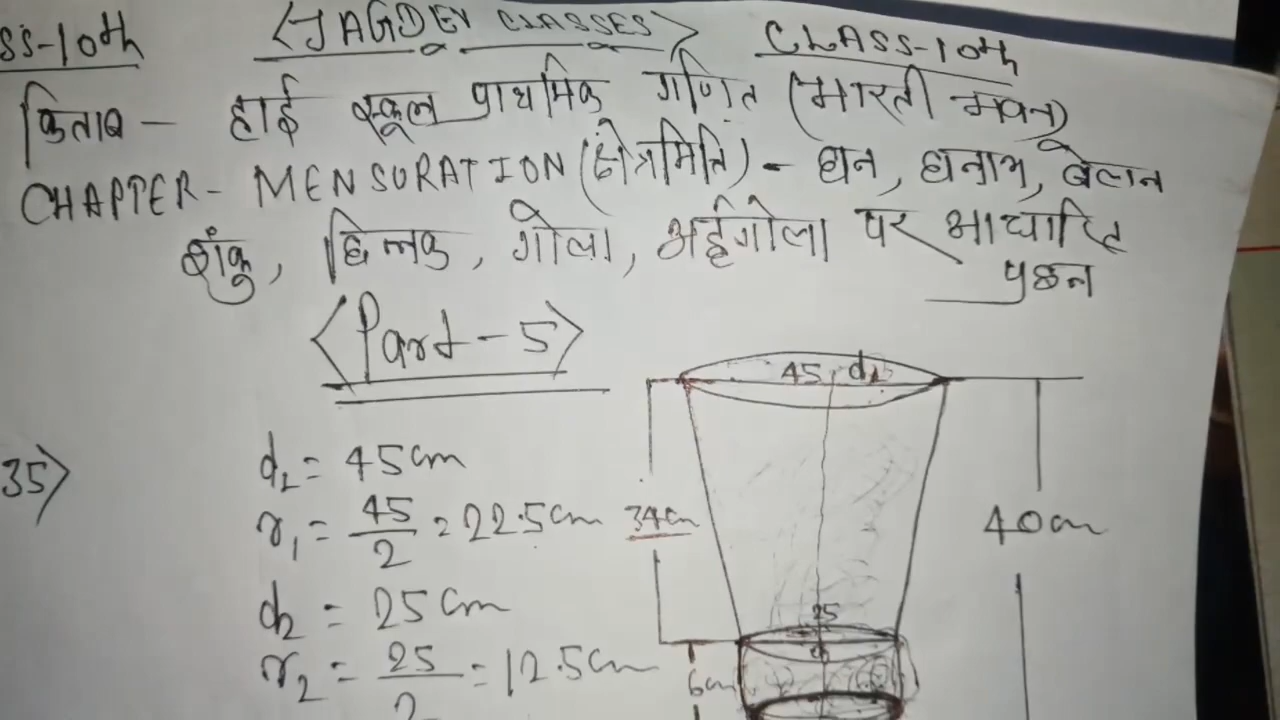 SS-10th <JAGDEV CLASSES> CLASS-10th
किताब - हाई स्कूल प्राथमिक गणित (भारती भवन)
CHAPTER- MENSURATION (क्षेत्रमिति) - घन, घनाभ, बेलन
शंकु, छिन्नक, गोला, अर्द्धगोला पर आधारित
प्रश्न
<Part-5>
45 d1
35> d2 = 45cm
r1 = 45/2 = 22.5cm 34cm 40cm
d2 = 25cm 25
r2 = 25/2 = 12.5cm 6cm